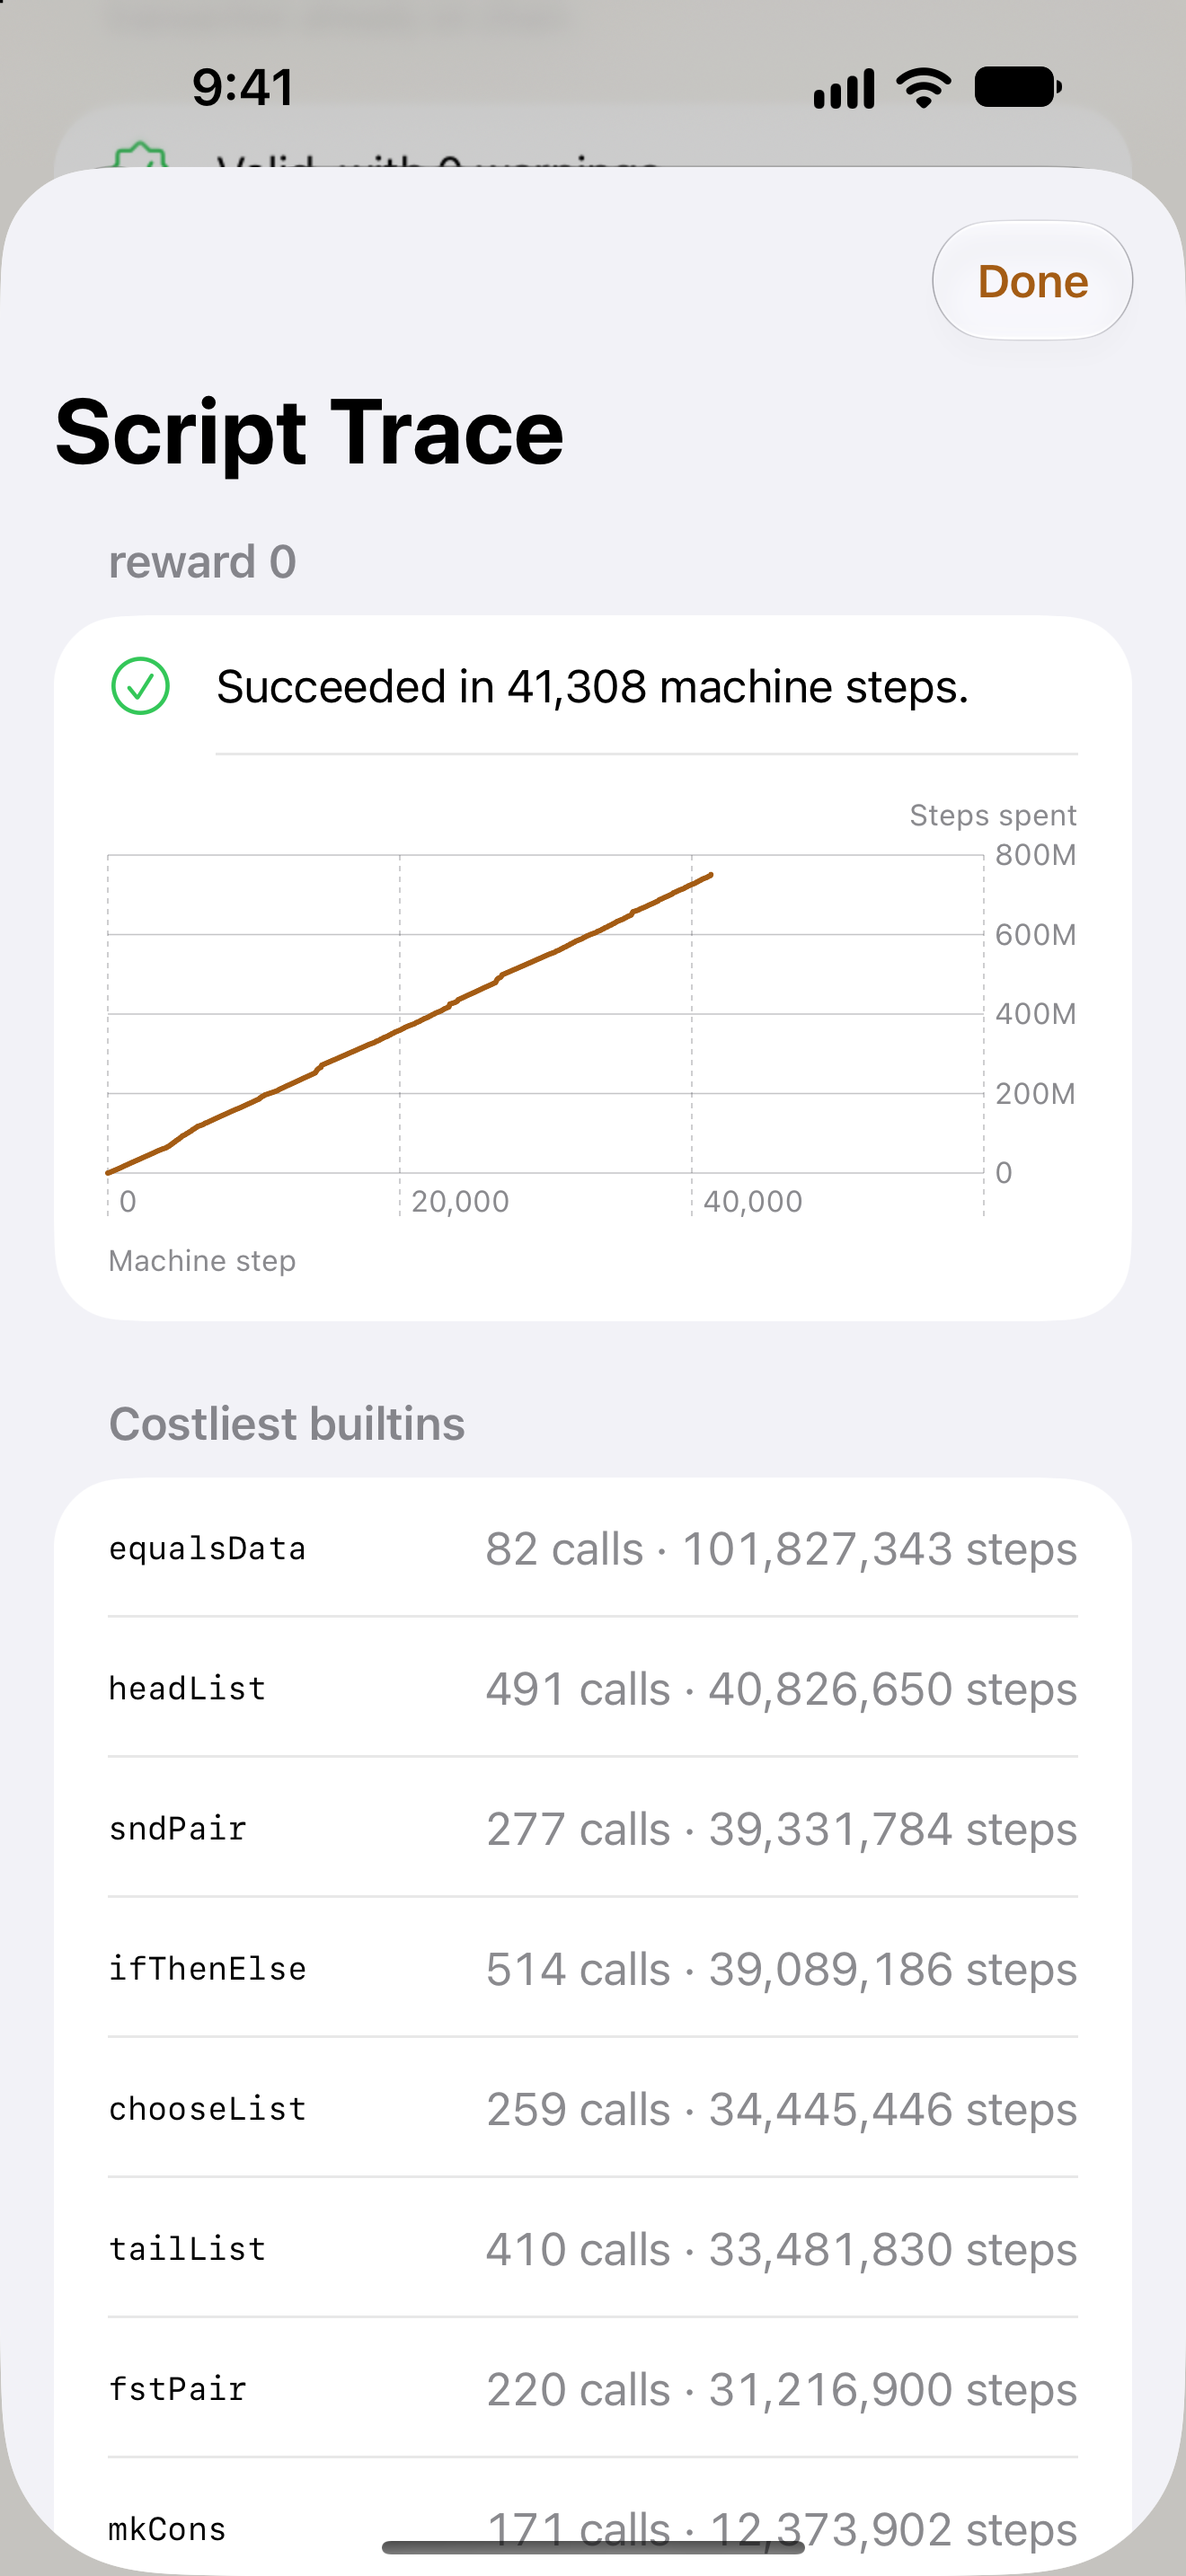 9:41
Valid, with 0 warnings
Done
Script Trace
reward 0
Succeeded in 41,308 machine steps.
Steps spent
800M
600M
400M
200M
0
0 20,000 40,000
Machine step
Costliest builtins
equalsData 82 calls · 101,827,343 steps
headList 491 calls · 40,826,650 steps
sndPair 277 calls · 39,331,784 steps
ifThenElse 514 calls · 39,089,186 steps
chooseList 259 calls · 34,445,446 steps
tailList 410 calls · 33,481,830 steps
fstPair 220 calls · 31,216,900 steps
mkCons 171 calls · 12,373,902 steps